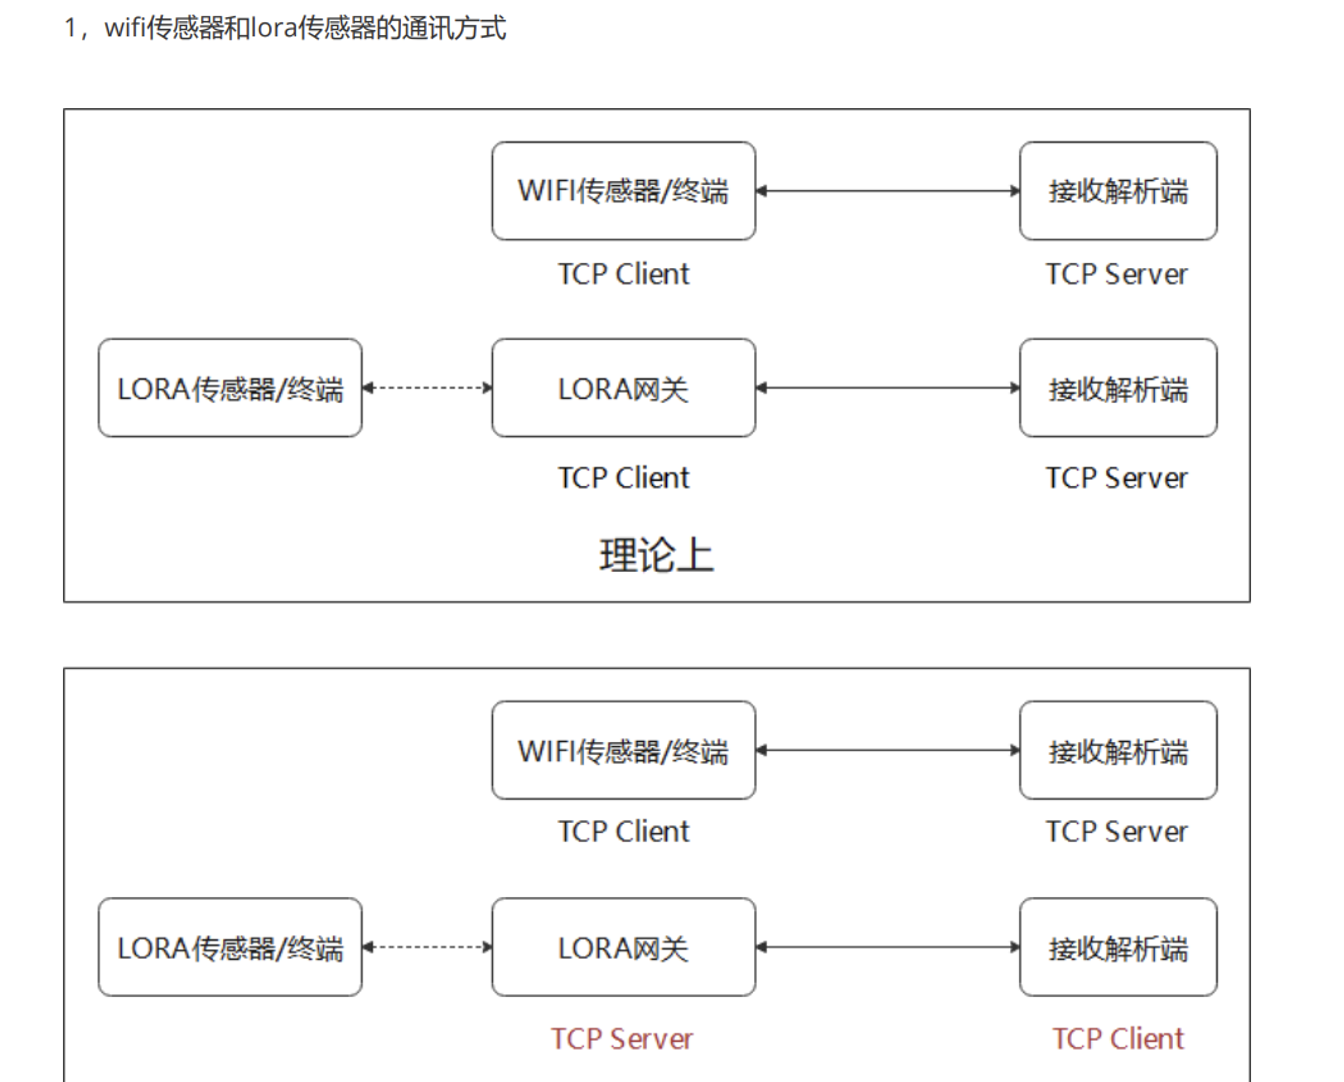 1，wifi传感器和lora传感器的通讯方式
WIFI传感器/终端
接收解析端
TCP Client
TCP Server
LORA传感器/终端
LORA网关
接收解析端
TCP Client
TCP Server
理论上
WIFI传感器/终端
接收解析端
TCP Client
TCP Server
LORA传感器/终端
LORA网关
接收解析端
TCP Server
TCP Client